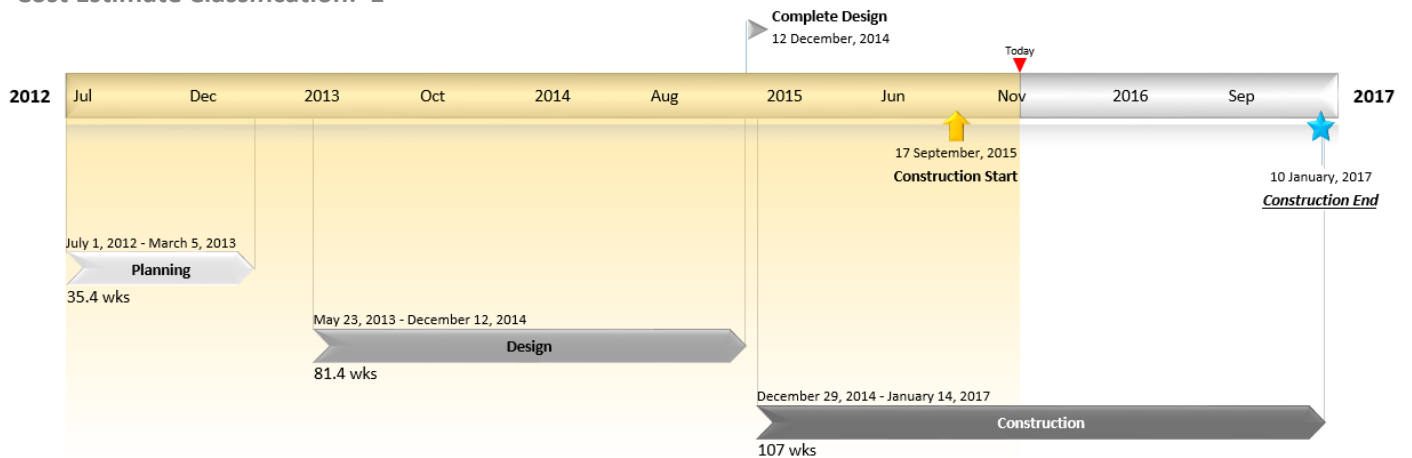 Complete Design
12 December, 2014
Today
2012 Jul Dec 2013 Oct 2014 Aug 2015 Jun Nov 2016 Sep 2017
17 September, 2015
Construction Start
10 January, 2017
Construction End
July 1, 2012 - March 5, 2013
Planning
35.4 wks
May 23, 2013 - December 12, 2014
Design
81.4 wks
December 29, 2014 - January 14, 2017
Construction
107 wks